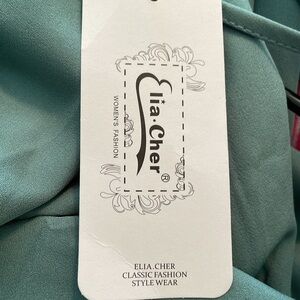 Elia·Cher®
WOMEN'S FASHION
ELIA.CHER
CLASSIC FASHION
STYLE WEAR